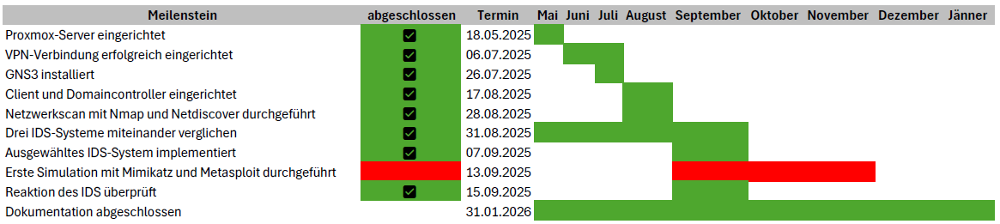 Meilenstein abgeschlossen Termin Mai Juni Juli August September Oktober November Dezember Jänner
Proxmox-Server eingerichtet 18.05.2025
VPN-Verbindung erfolgreich eingerichtet 06.07.2025
GNS3 installiert 26.07.2025
Client und Domaincontroller eingerichtet 17.08.2025
Netzwerkscan mit Nmap und Netdiscover durchgeführt 28.08.2025
Drei IDS-Systeme miteinander verglichen 31.08.2025
Ausgewähltes IDS-System implementiert 07.09.2025
Erste Simulation mit Mimikatz und Metasploit durchgeführt 13.09.2025
Reaktion des IDS überprüft 15.09.2025
Dokumentation abgeschlossen 31.01.2026